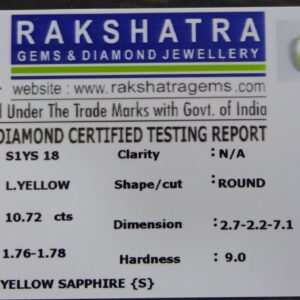 RAKSHATRA
GEMS & DIAMOND JEWELLERY
website : www.rakshatragems.com
Under The Trade Marks with Govt. of India
DIAMOND CERTIFIED TESTING REPORT
S1YS 18 Clarity : N/A
L.YELLOW Shape/cut : ROUND
10.72 cts Dimension : 2.7-2.2-7.1
1.76-1.78 Hardness : 9.0
YELLOW SAPPHIRE {S}